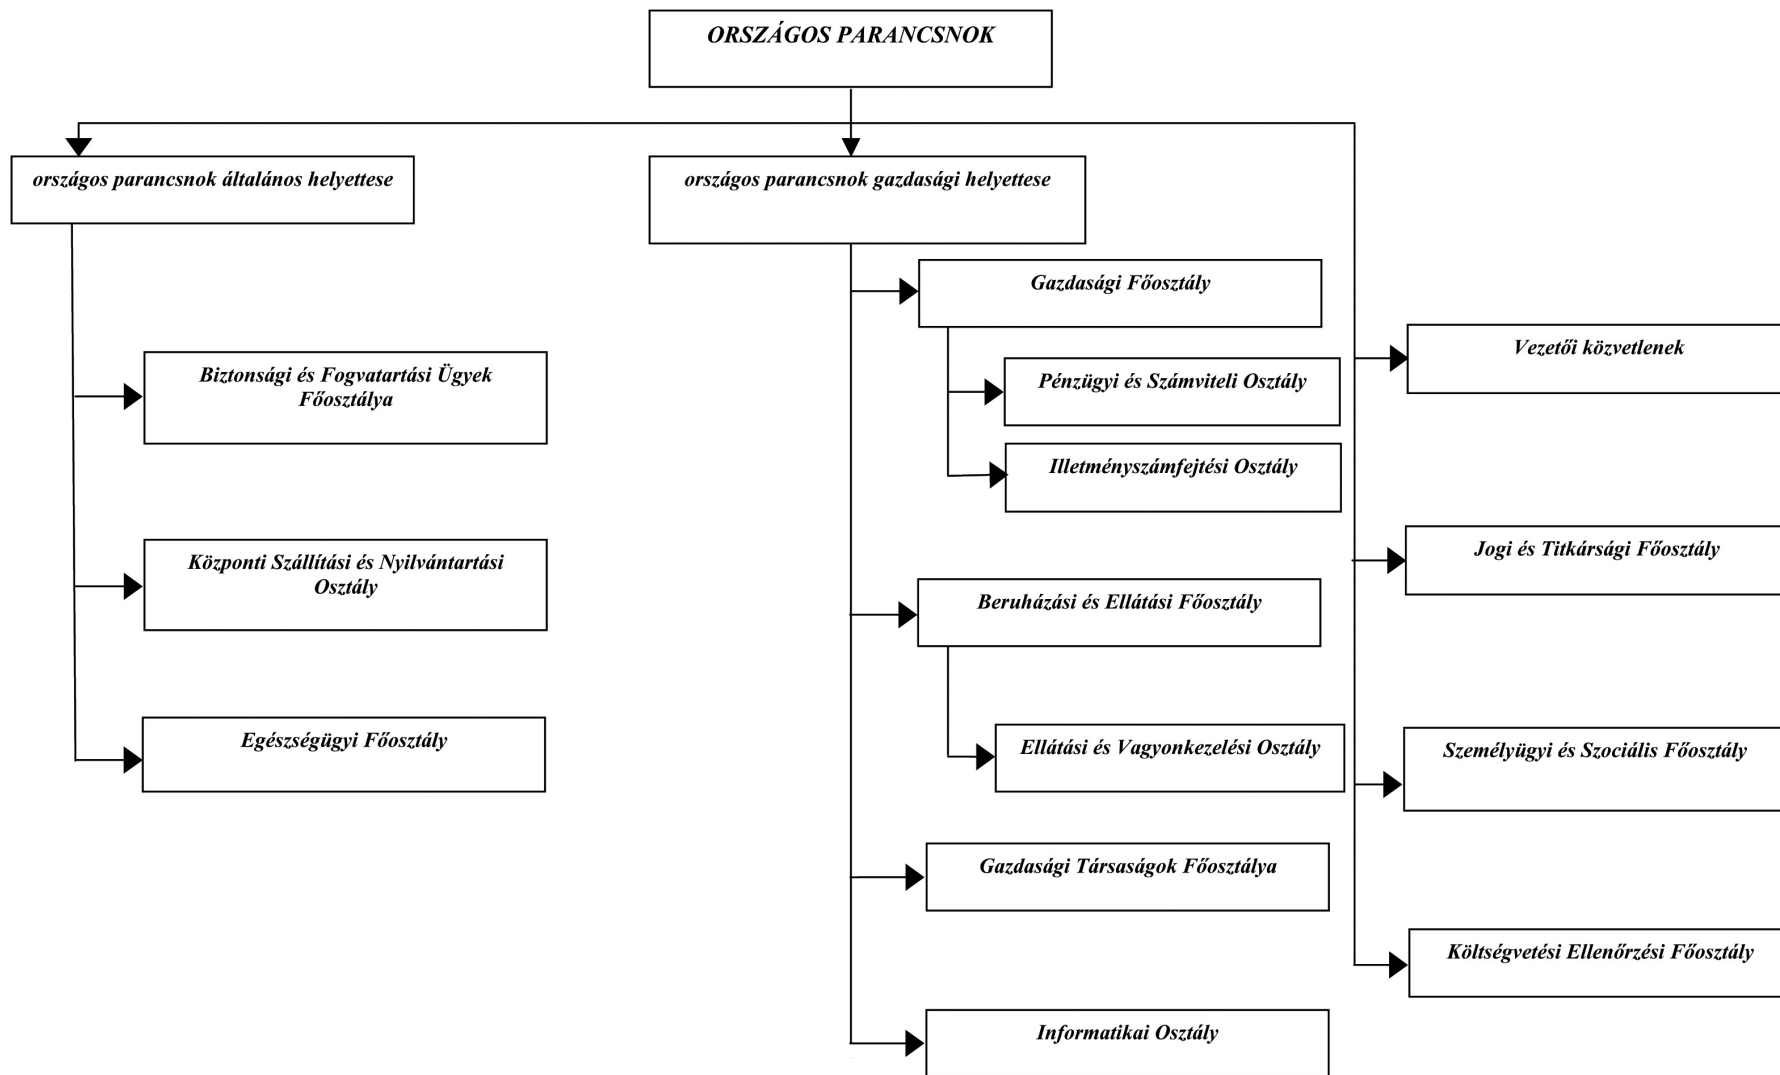 ORSZÁGOS PARANCSNOK
országos parancsnok általános helyettese
országos parancsnok gazdasági helyettese
Biztonsági és Fogvatartási Ügyek
Főosztálya
Központi Szállítási és Nyilvántartási
Osztály
Egészségügyi Főosztály
Gazdasági Főosztály
Pénzügyi és Számviteli Osztály
Illetményszámfejtési Osztály
Beruházási és Ellátási Főosztály
Ellátási és Vagyonkezelési Osztály
Gazdasági Társaságok Főosztálya
Informatikai Osztály
Vezetői közvetlenek
Jogi és Titkársági Főosztály
Személyügyi és Szociális Főosztály
Költségvetési Ellenőrzési Főosztály